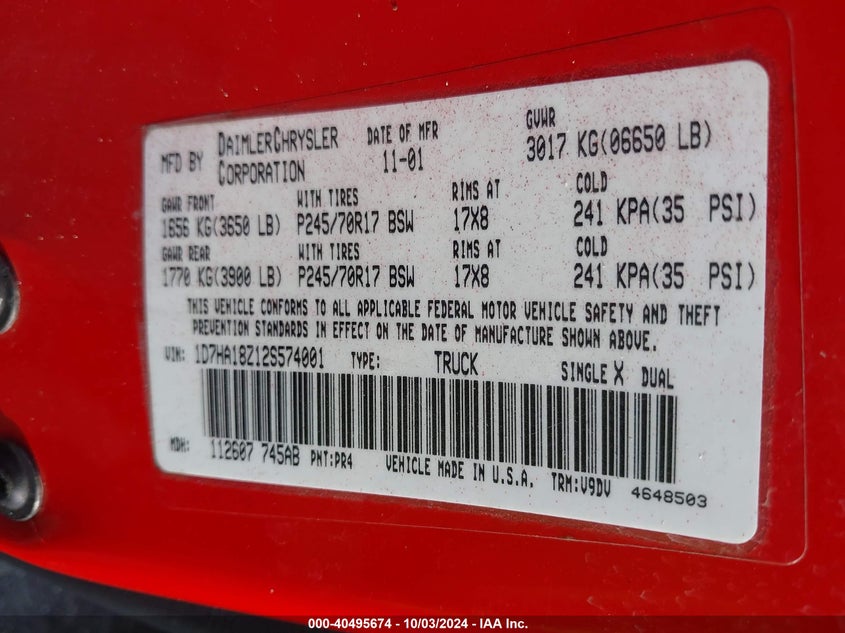 MFD BY DAIMLERCHRYSLER CORPORATION DATE OF MFR 11-01 GVWR 3017 KG(06650 LB)
GAWR FRONT WITH TIRES RIMS AT COLD
1656 KG(3650 LB) P245/70R17 BSW 17X8 241 KPA(35 PSI)
GAWR REAR WITH TIRES RIMS AT COLD
1770 KG(3900 LB) P245/70R17 BSW 17X8 241 KPA(35 PSI)
THIS VEHICLE CONFORMS TO ALL APPLICABLE FEDERAL MOTOR VEHICLE SAFETY AND THEFT
PREVENTION STANDARDS IN EFFECT ON THE DATE OF MANUFACTURE SHOWN ABOVE.
VIN: 1D7HA18Z12S574001 TYPE: TRUCK SINGLE X DUAL
MDH: 112607 745AB PNT:PR4 VEHICLE MADE IN U.S.A. TRM:V9DV 4648503
000-40495674 - 10/03/2024 - IAA Inc.